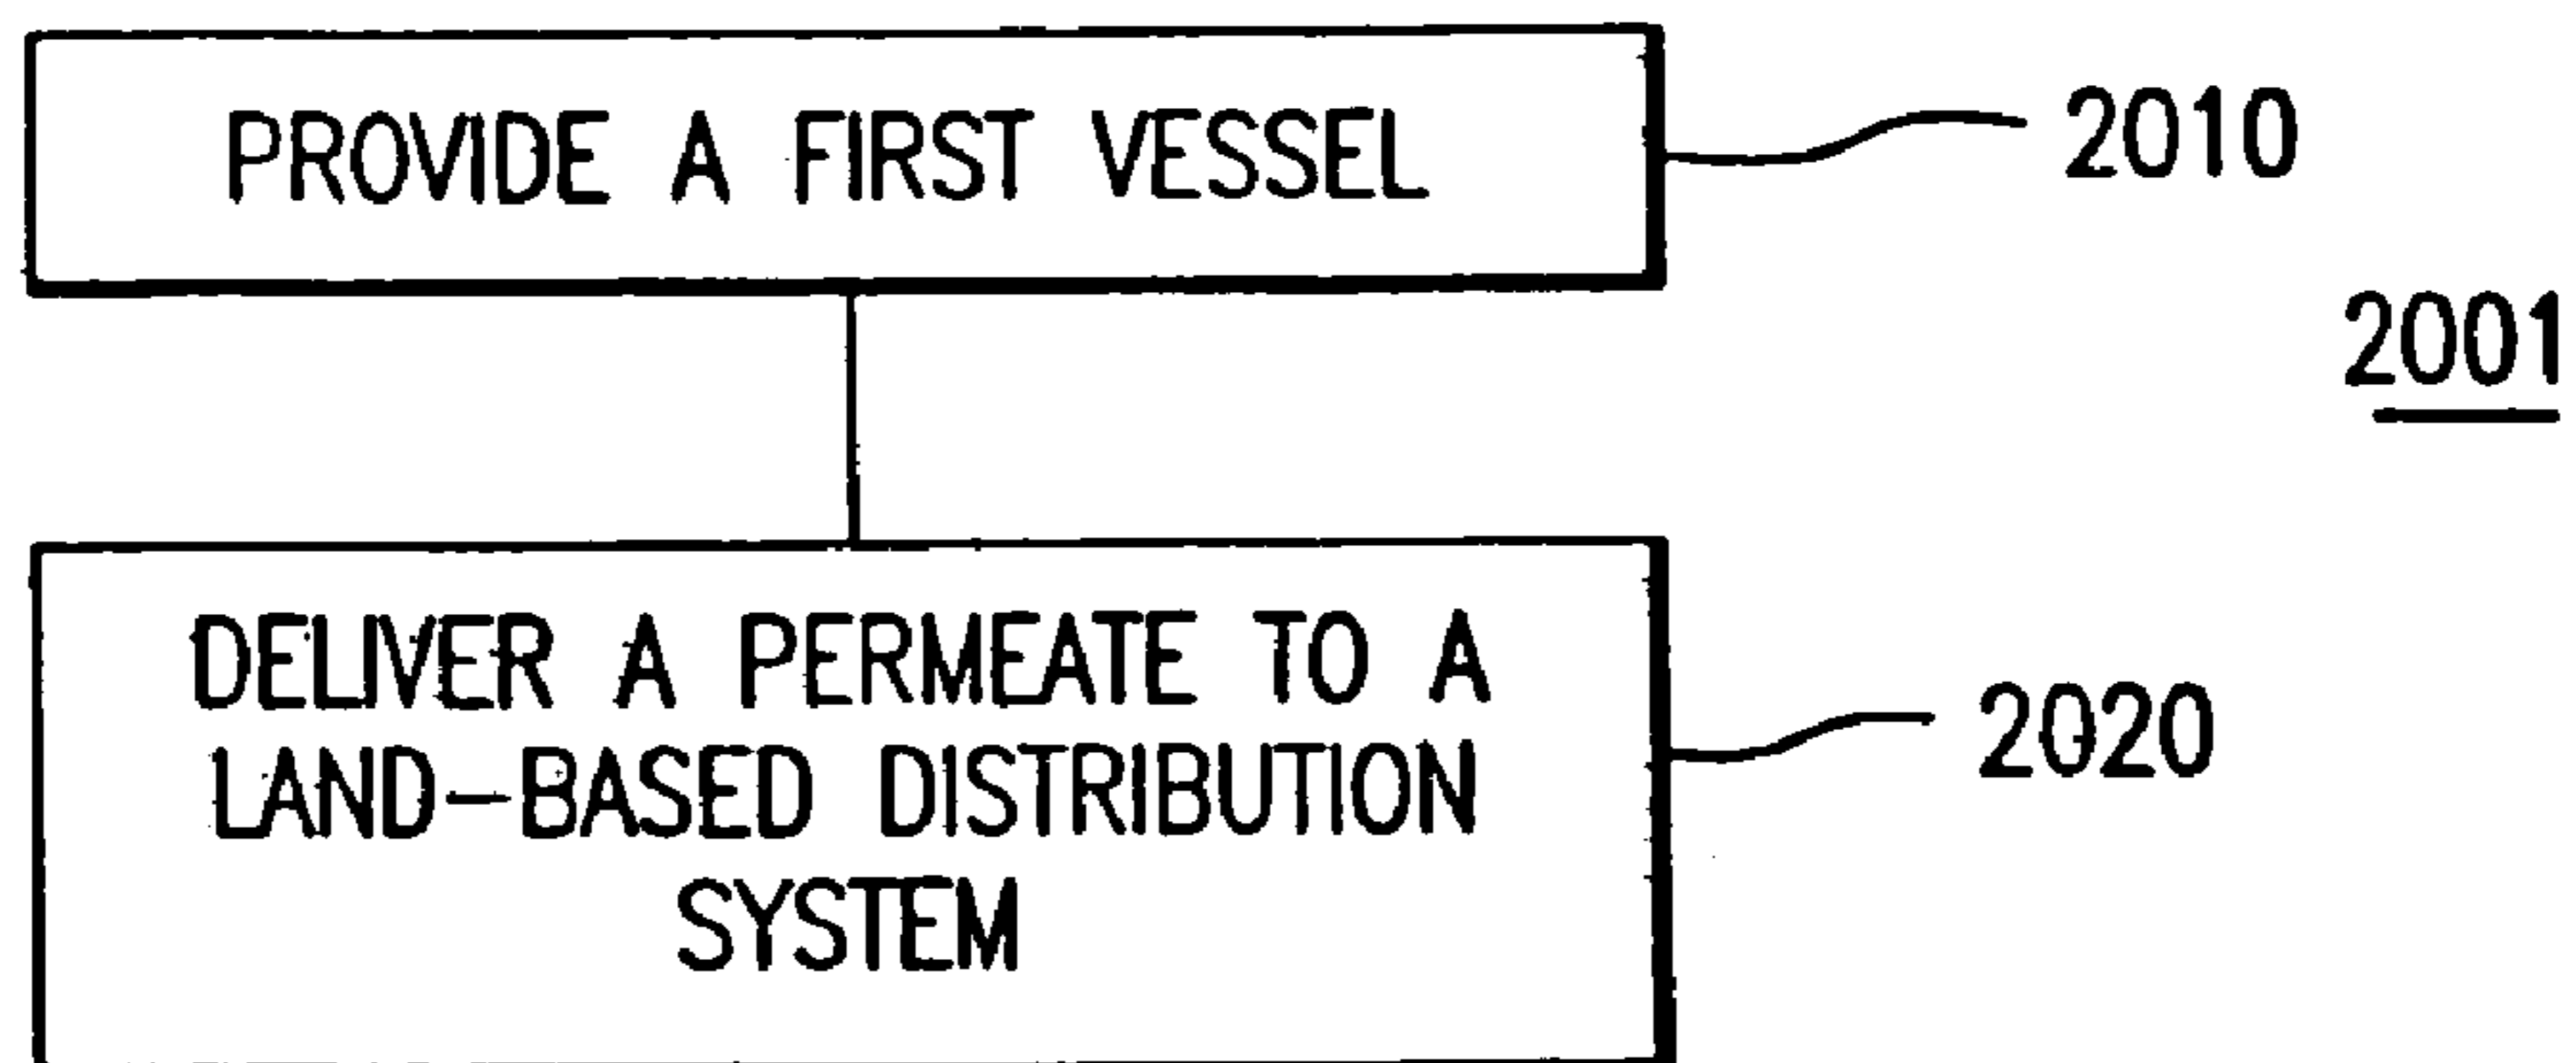 PROVIDE A FIRST VESSEL
2010
2001
DELIVER A PERMEATE TO A
LAND-BASED DISTRIBUTION
SYSTEM
2020